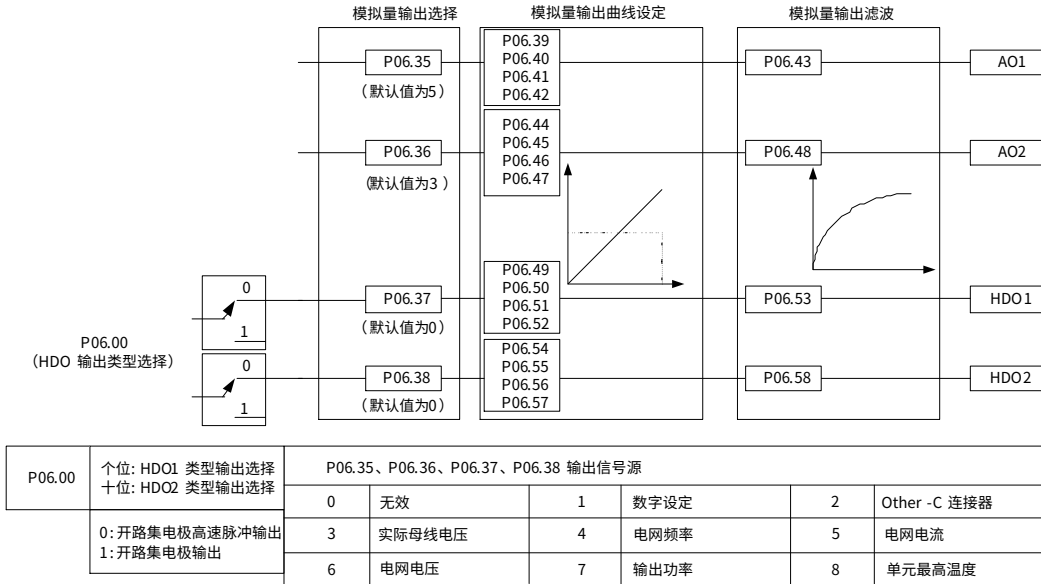 模拟量输出选择
模拟量输出曲线设定
模拟量输出滤波
P06.35
(默认值为5)
P06.39
P06.40
P06.41
P06.42
P06.43
AO1
P06.36
(默认值为3)
P06.44
P06.45
P06.46
P06.47
P06.48
AO2
P06.00
(HDO 输出类型选择)
0
1
P06.37
(默认值为0)
P06.49
P06.50
P06.51
P06.52
P06.53
HDO1
0
1
P06.38
(默认值为0)
P06.54
P06.55
P06.56
P06.57
P06.58
HDO2
P06.00
个位: HDO1 类型输出选择
十位: HDO2 类型输出选择
0:开路集电极高速脉冲输出
1:开路集电极输出
P06.35、P06.36、P06.37、P06.38 输出信号源
0 无效 1 数字设定 2 Other -C 连接器
3 实际母线电压 4 电网频率 5 电网电流
6 电网电压 7 输出功率 8 单元最高温度